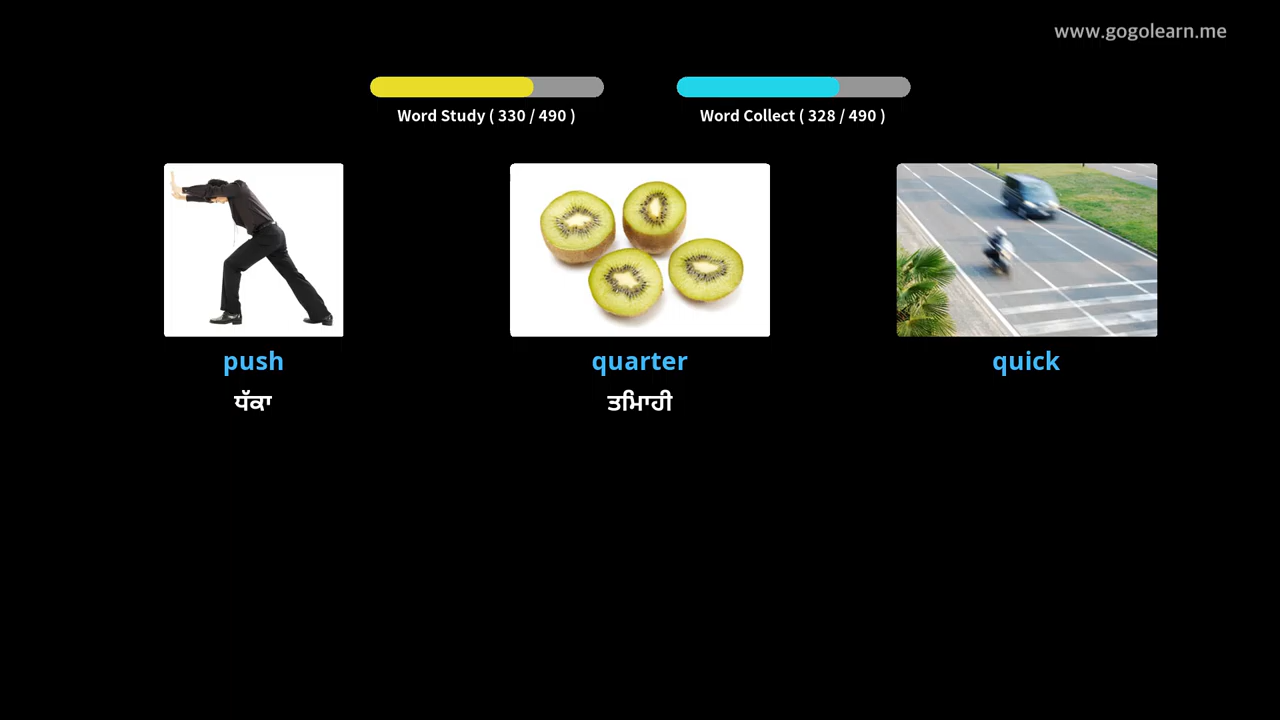 www.gogolearn.me
Word Study ( 330 / 490 )
Word Collect ( 328 / 490 )
push
quarter
quick
ਧੱਕਾ
ਤਿਮਾਹੀ